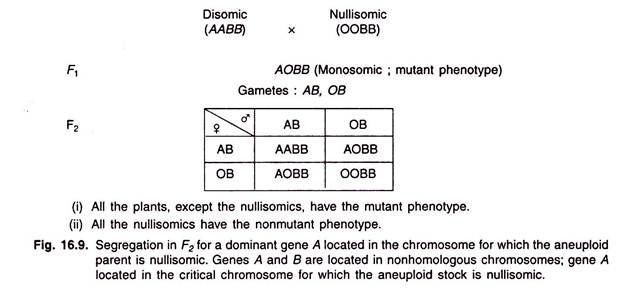 Disomic Nullisomic
(AABB) × (OOBB)
F₁ AOBB (Monosomic ; mutant phenotype)
Gametes : AB, OB
F₂ ♀ ♂ AB OB
AB AABB AOBB
OB AOBB OOBB
(i) All the plants, except the nullisomics, have the mutant phenotype.
(ii) All the nullisomics have the nonmutant phenotype.
Fig. 16.9. Segregation in F₂ for a dominant gene A located in the chromosome for which the aneuploid
parent is nullisomic. Genes A and B are located in nonhomologous chromosomes; gene A
located in the critical chromosome for which the aneuploid stock is nullisomic.